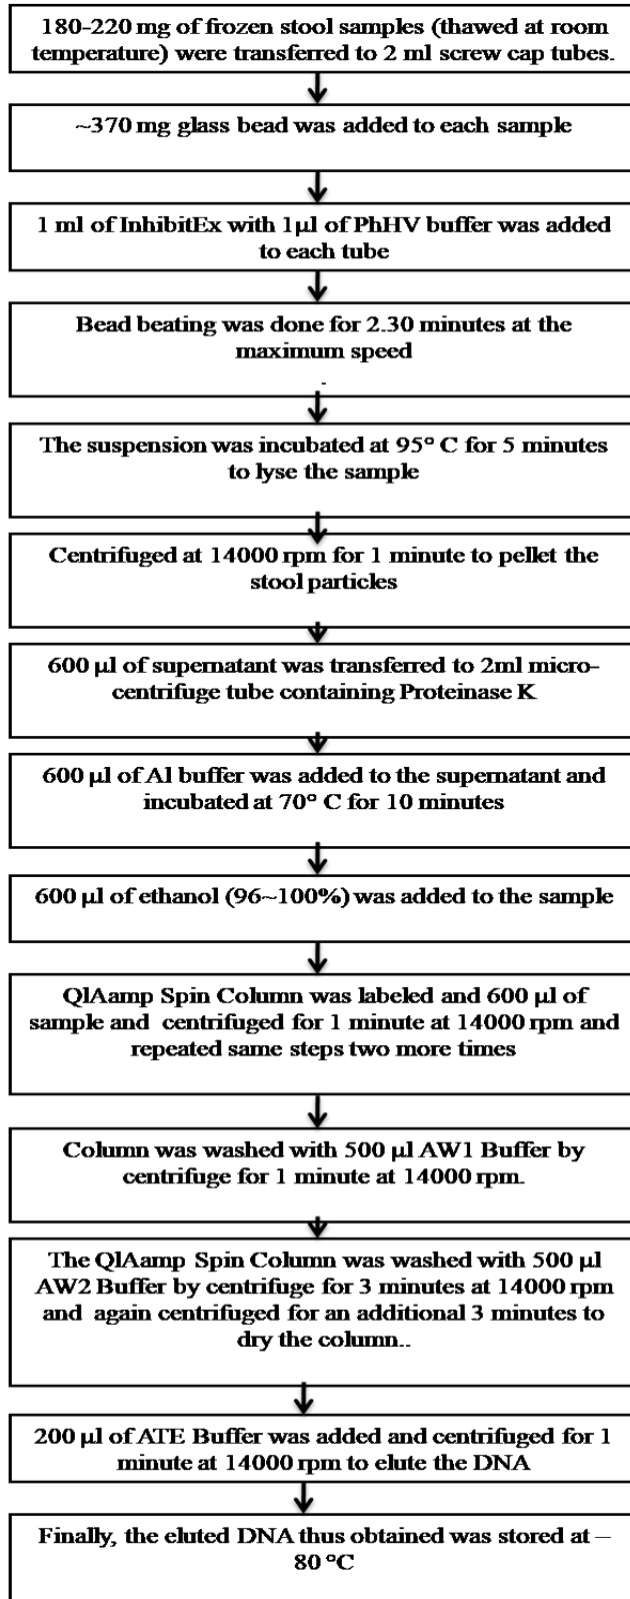 180-220 mg of frozen stool samples (thawed at room
temperature) were transferred to 2 ml screw cap tubes.
~370 mg glass bead was added to each sample
1 ml of InhibitEx with 1µl of PhHV buffer was added
to each tube
Bead beating was done for 2.30 minutes at the
maximum speed
.
The suspension was incubated at 95° C for 5 minutes
to lyse the sample
Centrifuged at 14000 rpm for 1 minute to pellet the
stool particles
600 µl of supernatant was transferred to 2ml micro-
centrifuge tube containing Proteinase K
600 µl of Al buffer was added to the supernatant and
incubated at 70° C for 10 minutes
600 µl of ethanol (96~100%) was added to the sample
QlAamp Spin Column was labeled and 600 µl of
sample and centrifuged for 1 minute at 14000 rpm and
repeated same steps two more times
Column was washed with 500 µl AW1 Buffer by
centrifuge for 1 minute at 14000 rpm.
The QlAamp Spin Column was washed with 500 µl
AW2 Buffer by centrifuge for 3 minutes at 14000 rpm
and again centrifuged for an additional 3 minutes to
dry the column..
200 µl of ATE Buffer was added and centrifuged for 1
minute at 14000 rpm to elute the DNA
Finally, the eluted DNA thus obtained was stored at –
80 °C